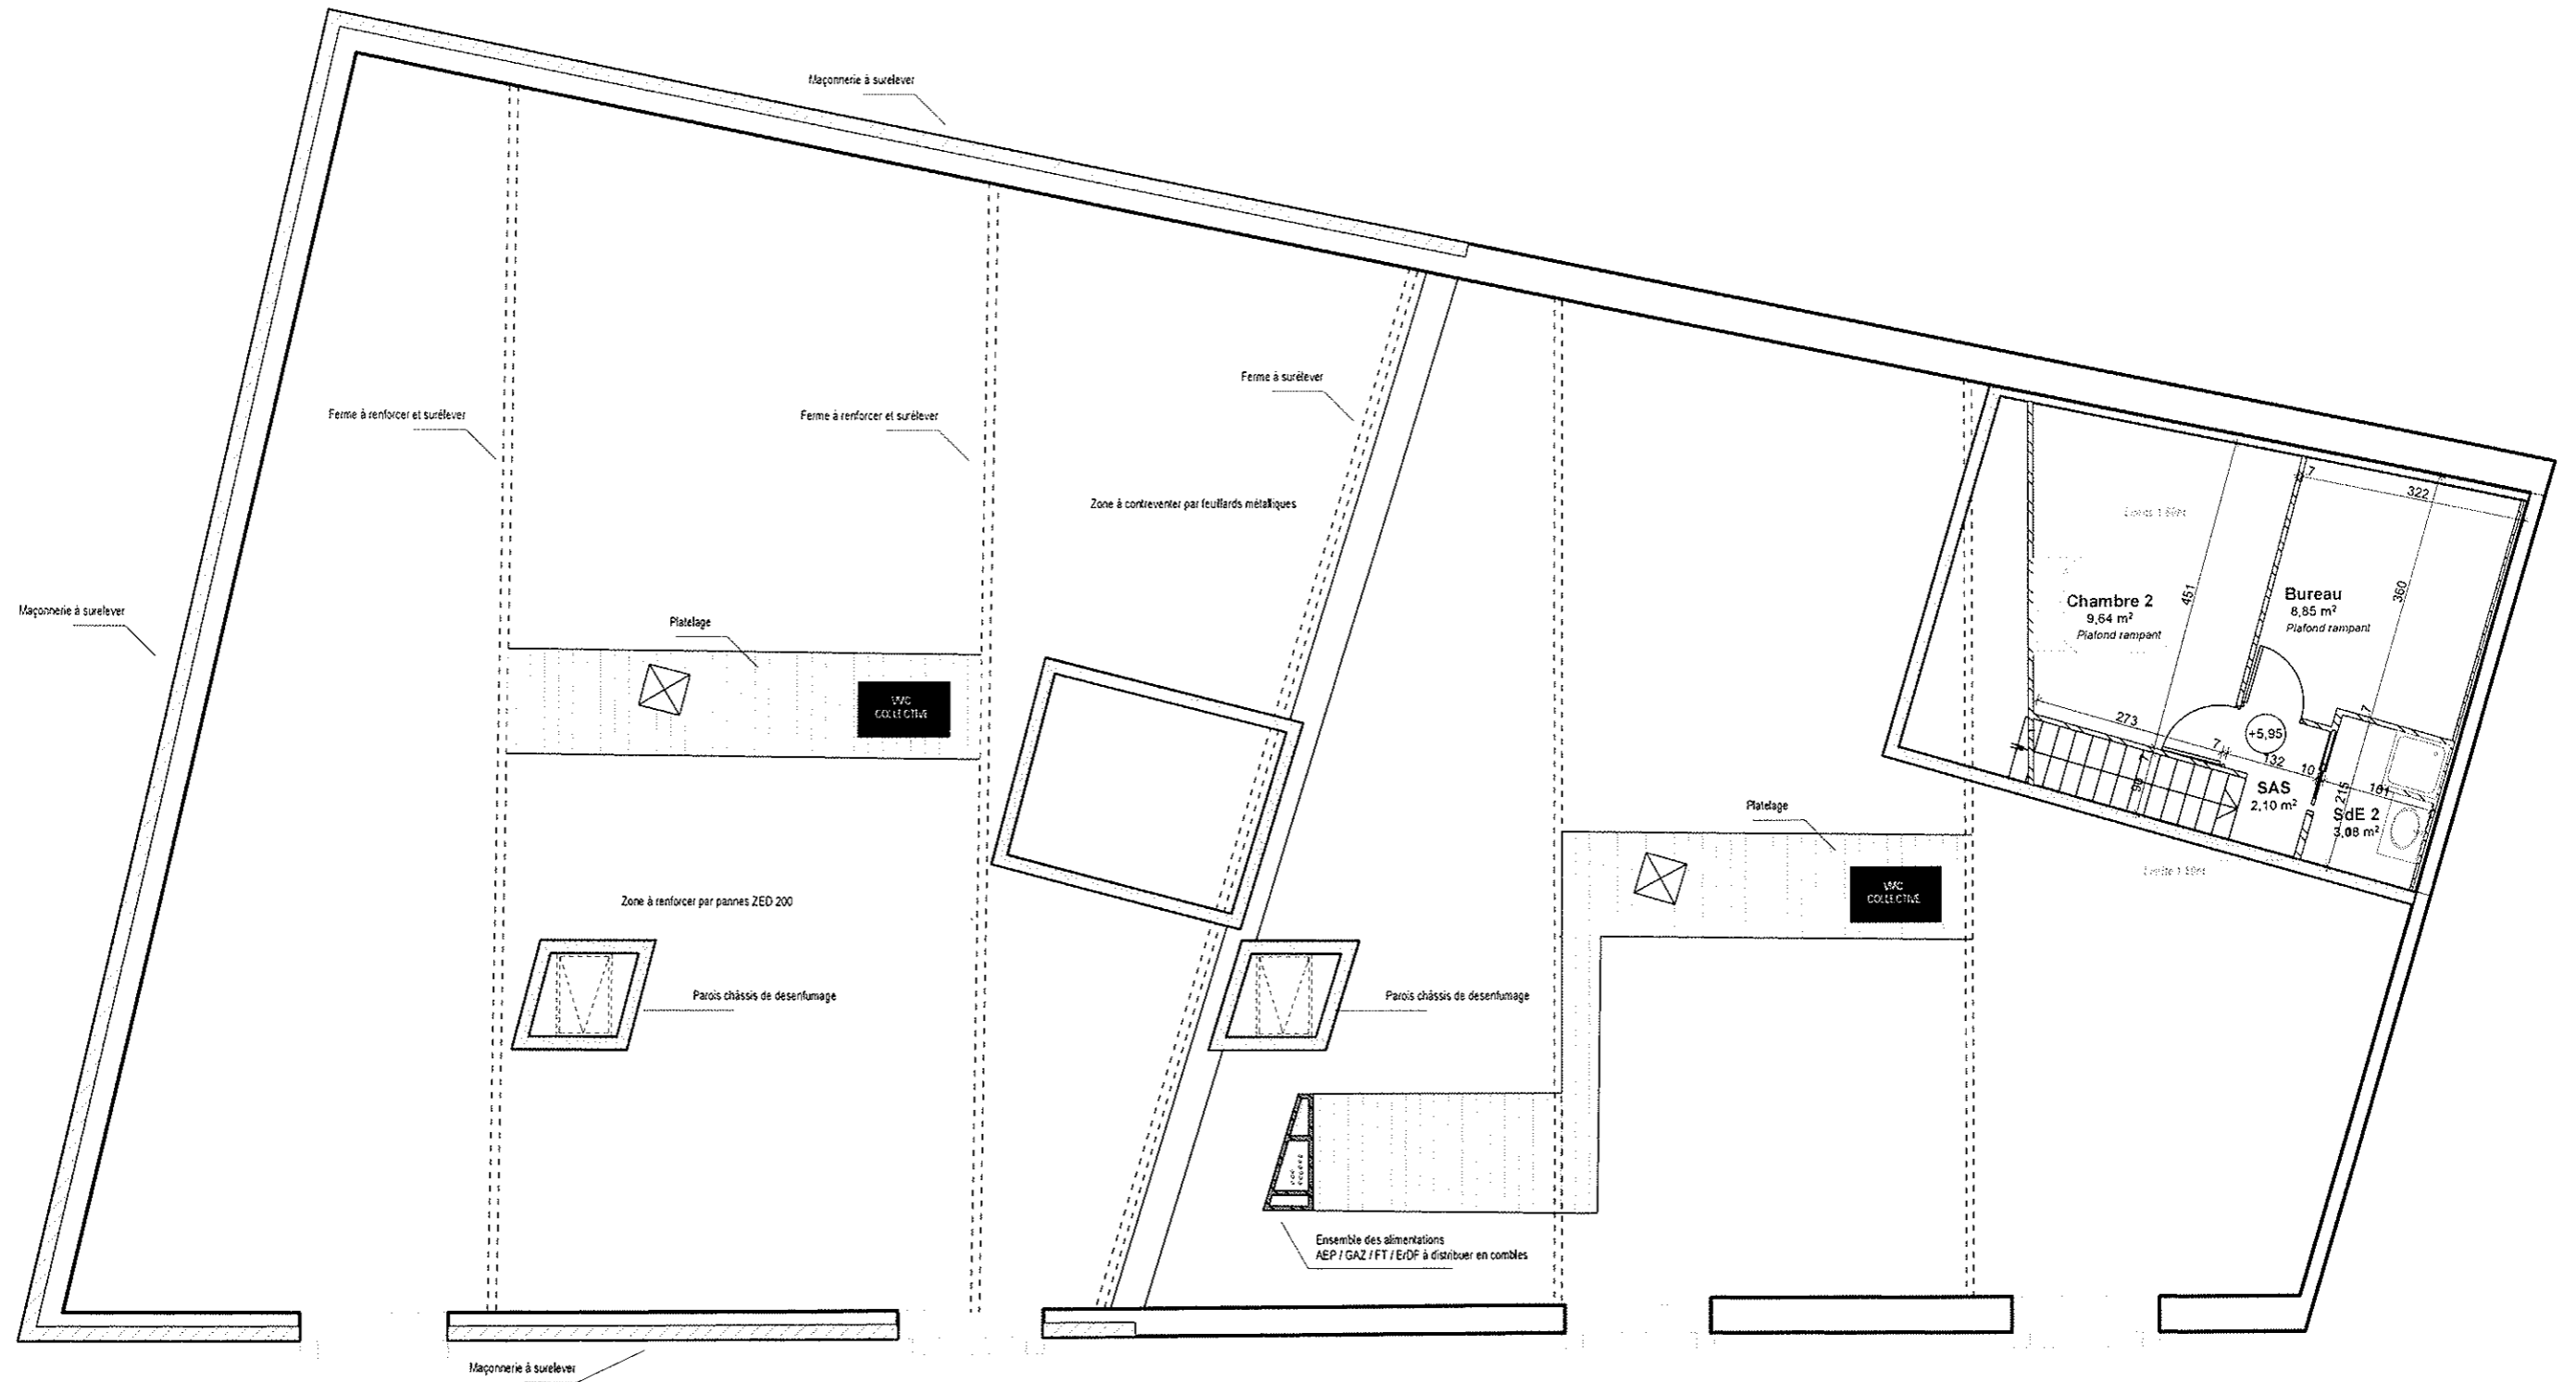 Maçonnerie à surelever
Ferme à surélever
Ferme à renforcer et surélever
Ferme à renforcer et surélever
Zone à contreventer par feuillards métalliques
7
322
Chambre 2
9,64 m²
Plafond rampant
451
Bureau
8,85 m²
Plafond rampant
360
Maçonnerie à surelever
Platelage
VMC
COLLECTIVE
273
7
+5,95
7
132
10
SAS
2,10 m²
215
SdE 2
3,08 m²
Platelage
VMC
COLLECTIVE
Zone à renforcer par pannes ZED 200
Parois châssis de desenfumage
Parois châssis de desenfumage
Ensemble des alimentations
AEP / GAZ / FT / ErDF à distribuer en combles
Maçonnerie à surelever